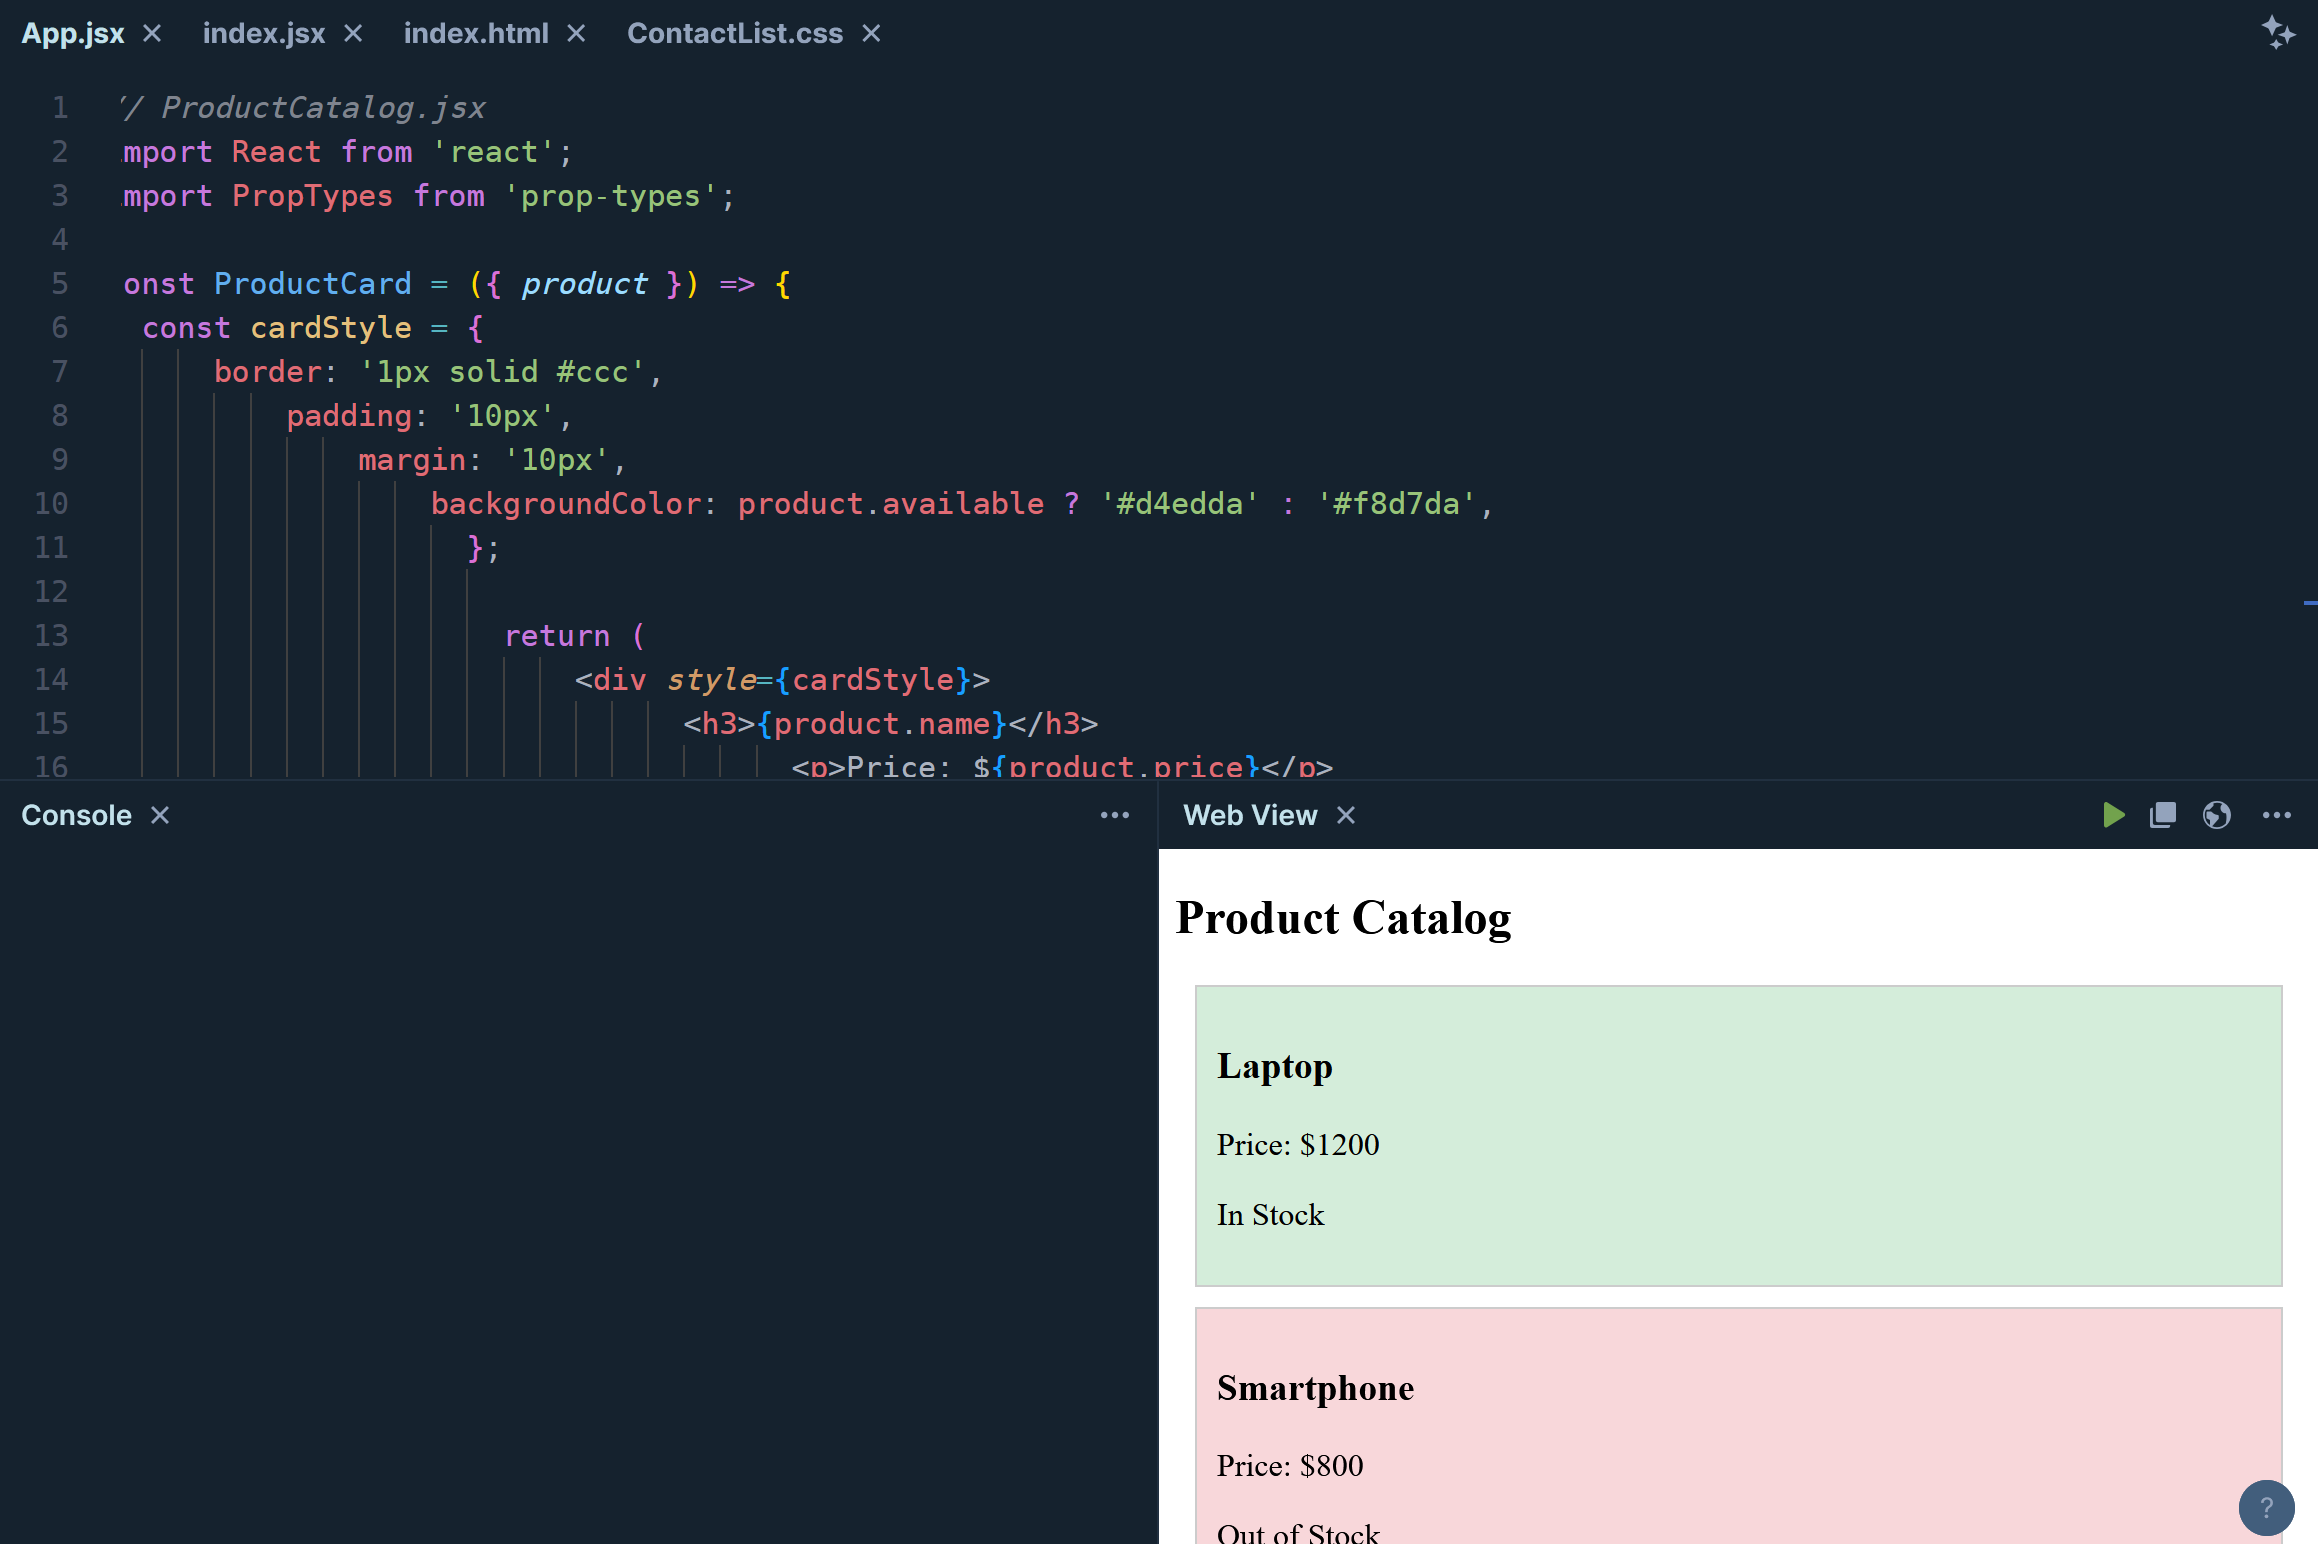 App.jsx index.jsx index.html ContactList.css
1 // ProductCatalog.jsx
2 mport React from 'react';
3 mport PropTypes from 'prop-types';
4
5 onst ProductCard = ({ product }) => {
6 const cardStyle = {
7 border: '1px solid #ccc',
8 padding: '10px',
9 margin: '10px',
10 backgroundColor: product.available ? '#d4edda' : '#f8d7da',
11 };
12
13 return (
14 <div style={cardStyle}>
15 <h3>{product.name}</h3>
16 <p>Price: ${product.price}</p>
Console
Web View
Product Catalog
Laptop
Price: $1200
In Stock
Smartphone
Price: $800
Out of Stock
?